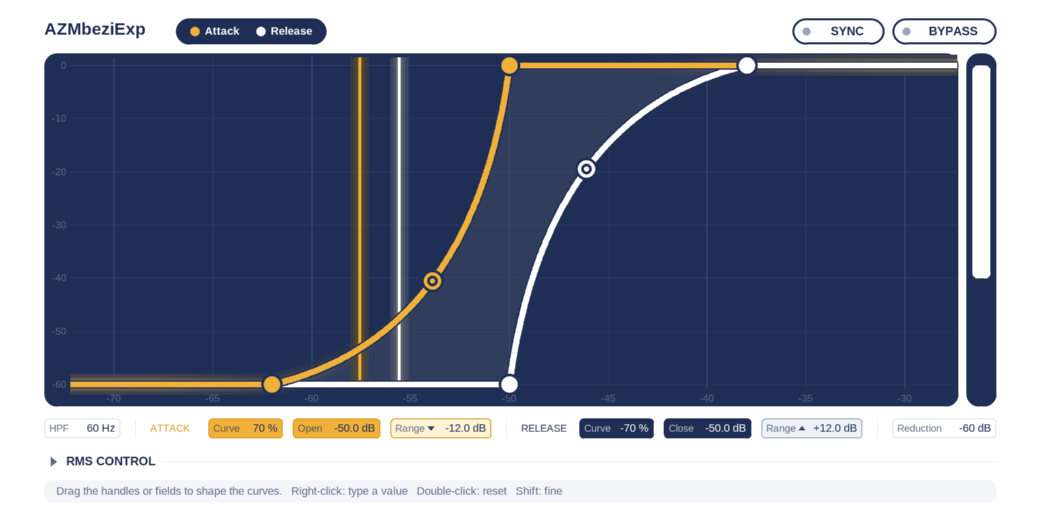 AZMbeziExp Attack Release SYNC BYPASS
0
-10
-20
-30
-40
-50
-60
-70 -65 -60 -55 -50 -45 -40 -35 -30
HPF 60 Hz ATTACK Curve 70 % Open -50.0 dB Range -12.0 dB RELEASE Curve -70 % Close -50.0 dB Range +12.0 dB Reduction -60 dB
RMS CONTROL
Drag the handles or fields to shape the curves. Right-click: type a value Double-click: reset Shift: fine